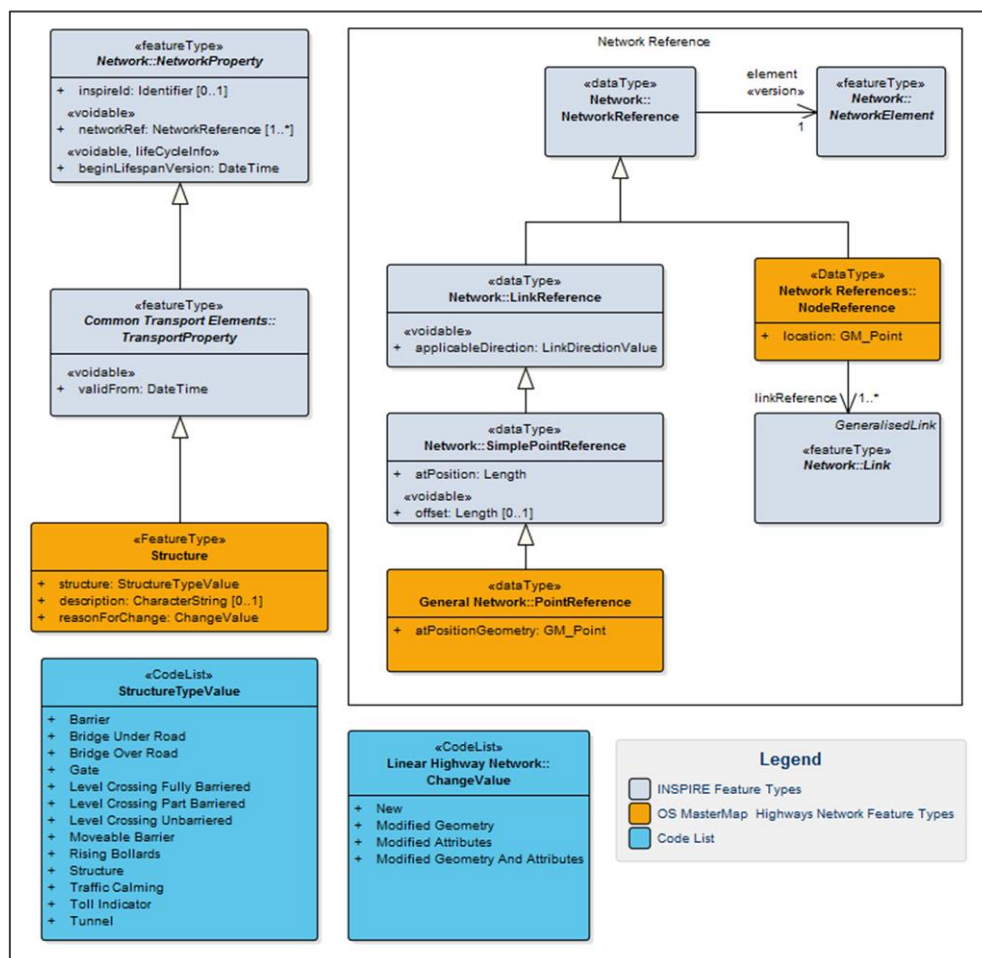 «featureType»
Network::NetworkProperty
+ inspireId: Identifier [0..1]
«voidable»
+ networkRef: NetworkReference [1..*]
«voidable, lifeCycleInfo»
+ beginLifespanVersion: DateTime
«featureType»
Common Transport Elements::
TransportProperty
«voidable»
+ validFrom: DateTime
«FeatureType»
Structure
+ structure: StructureTypeValue
+ description: CharacterString [0..1]
+ reasonForChange: ChangeValue
«CodeList»
StructureTypeValue
+ Barrier
+ Bridge Under Road
+ Bridge Over Road
+ Gate
+ Level Crossing Fully Barriered
+ Level Crossing Part Barriered
+ Level Crossing Unbarriered
+ Moveable Barrier
+ Rising Bollards
+ Structure
+ Traffic Calming
+ Toll Indicator
+ Tunnel
Network Reference
«dataType»
Network::
NetworkReference
element
«version»
1
«featureType»
Network::
NetworkElement
«dataType»
Network::LinkReference
«voidable»
+ applicableDirection: LinkDirectionValue
«DataType»
Network References::
NodeReference
+ location: GM_Point
linkReference
1..*
«dataType»
Network::SimplePointReference
+ atPosition: Length
«voidable»
+ offset: Length [0..1]
GeneralisedLink
«featureType»
Network::Link
«dataType»
General Network::PointReference
+ atPositionGeometry: GM_Point
«CodeList»
Linear Highway Network::
ChangeValue
+ New
+ Modified Geometry
+ Modified Attributes
+ Modified Geometry And Attributes
Legend
INSPIRE Feature Types
OS MasterMap Highways Network Feature Types
Code List